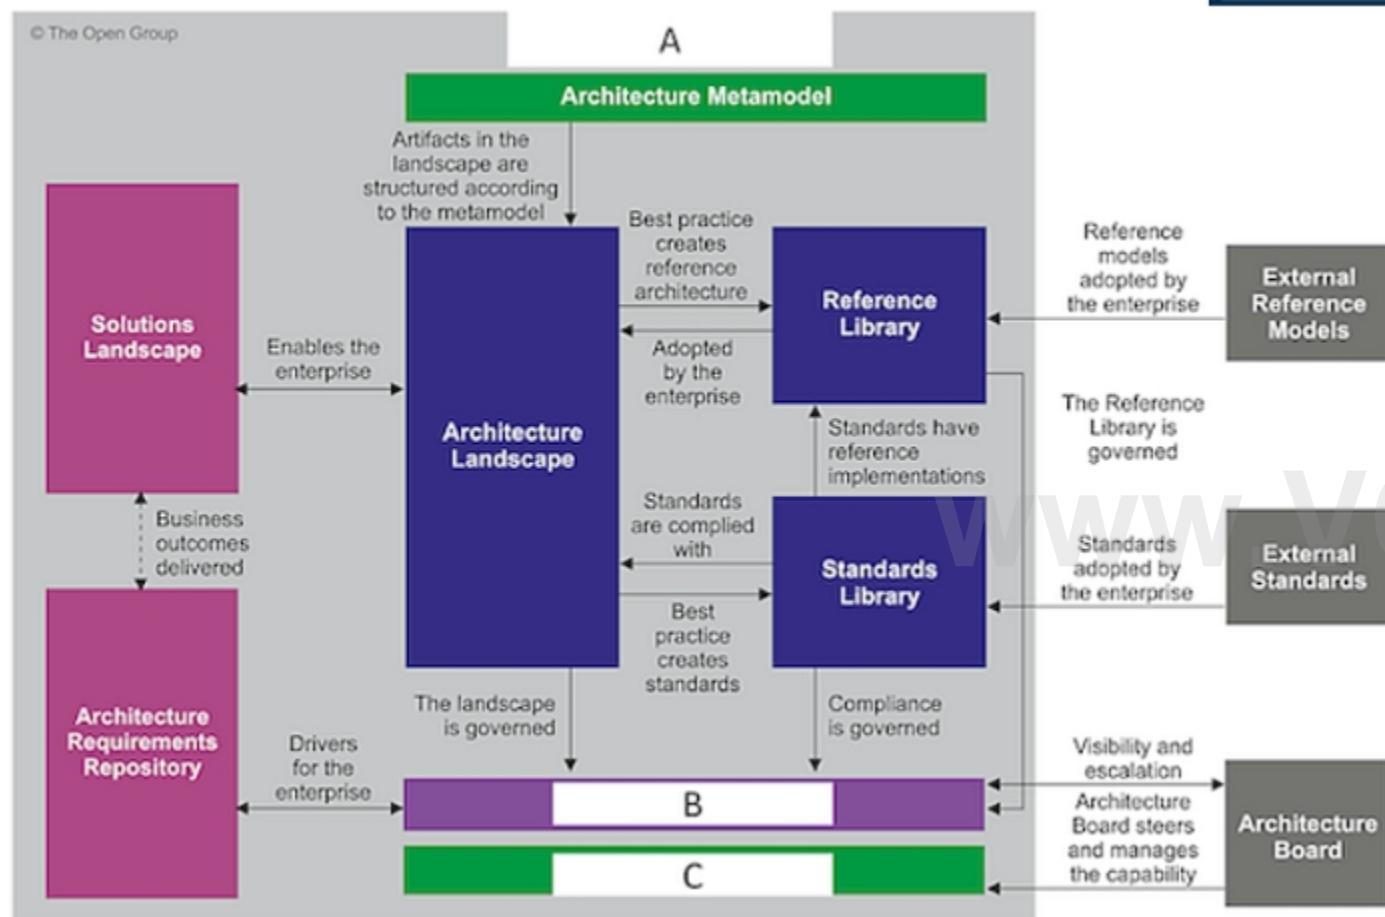 © The Open Group
A
Architecture Metamodel
Artifacts in the
landscape are
structured according
to the metamodel
Solutions
Landscape
Enables the
enterprise
Business
outcomes
delivered
Architecture
Requirements
Repository
Drivers
for the
enterprise
Architecture
Landscape
Best practice
creates
reference
architecture
Adopted
by the
enterprise
Reference
Library
Standards have
reference
implementations
Standards
are complied
with
Best
practice
creates
standards
Standards
Library
The landscape
is governed
Compliance
is governed
B
C
Reference
models
adopted by
the enterprise
External
Reference
Models
The Reference
Library is
governed
www.
Standards
adopted by
the enterprise
External
Standards
Visibility and
escalation
Architecture
Board steers
and manages
the capability
Architecture
Board